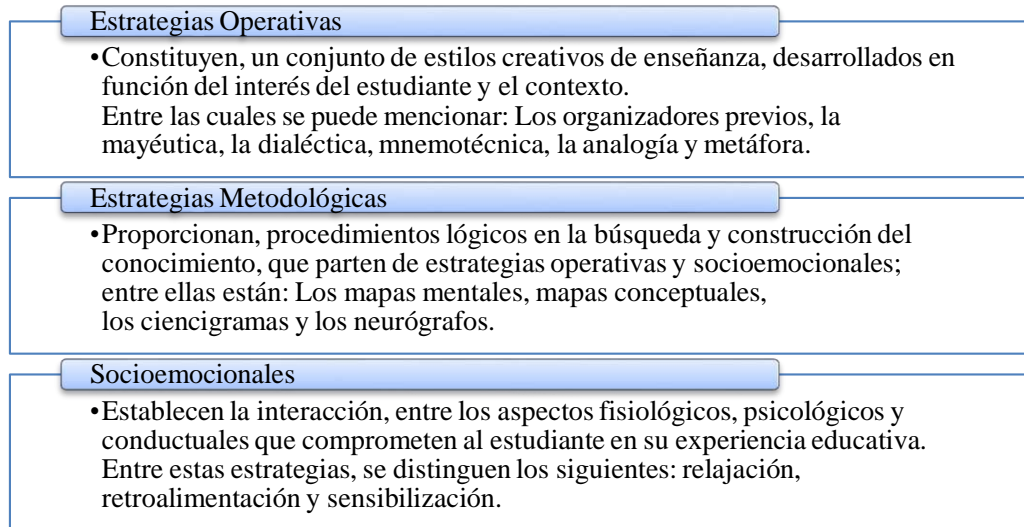 Estrategias Operativas
•Constituyen, un conjunto de estilos creativos de enseñanza, desarrollados en
función del interés del estudiante y el contexto.
Entre las cuales se puede mencionar: Los organizadores previos, la
mayéutica, la dialéctica, mnemotécnica, la analogía y metáfora.
Estrategias Metodológicas
•Proporcionan, procedimientos lógicos en la búsqueda y construcción del
conocimiento, que parten de estrategias operativas y socioemocionales;
entre ellas están: Los mapas mentales, mapas conceptuales,
los ciencigramas y los neurógrafos.
Socioemocionales
•Establecen la interacción, entre los aspectos fisiológicos, psicológicos y
conductuales que comprometen al estudiante en su experiencia educativa.
Entre estas estrategias, se distinguen los siguientes: relajación,
retroalimentación y sensibilización.